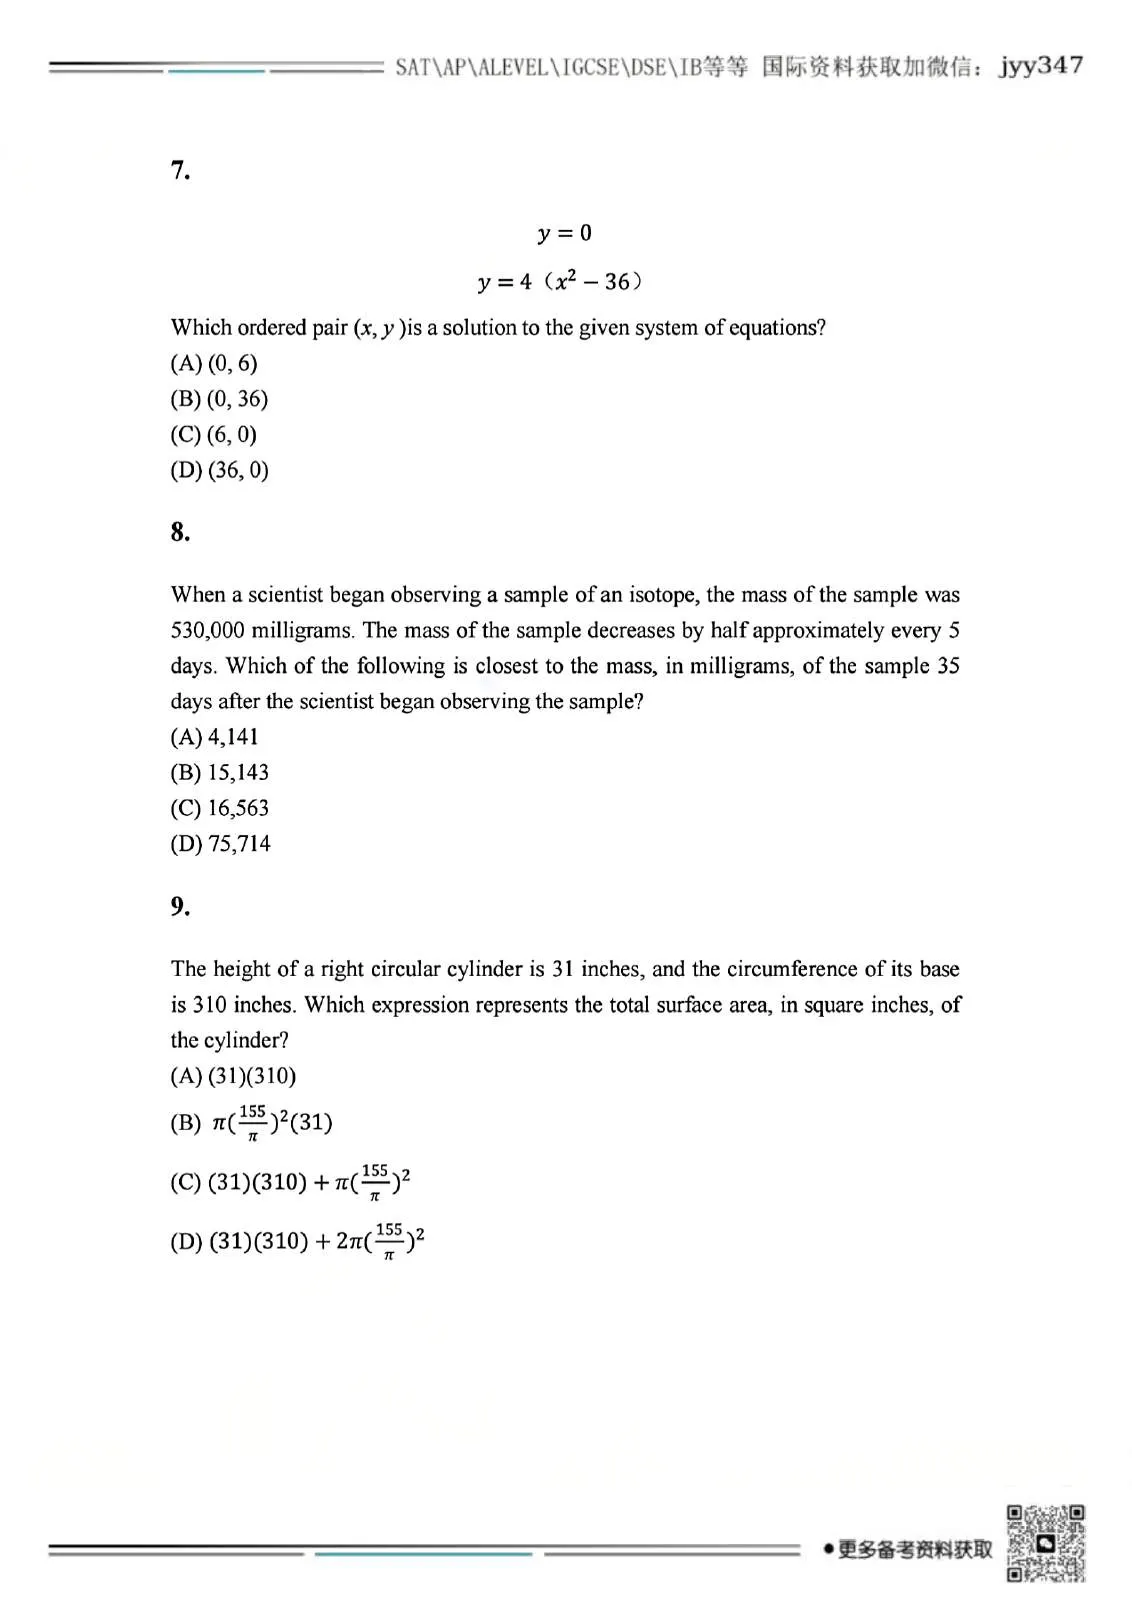 SAT\AP\ALEVEL\IGCSE\DSE\IB等等 国际资料获取加微信：jyy347
7.
y = 0
y = 4（x² − 36）
Which ordered pair (x, y )is a solution to the given system of equations?
(A) (0, 6)
(B) (0, 36)
(C) (6, 0)
(D) (36, 0)
8.
When a scientist began observing a sample of an isotope, the mass of the sample was
530,000 milligrams. The mass of the sample decreases by half approximately every 5
days. Which of the following is closest to the mass, in milligrams, of the sample 35
days after the scientist began observing the sample?
(A) 4,141
(B) 15,143
(C) 16,563
(D) 75,714
9.
The height of a right circular cylinder is 31 inches, and the circumference of its base
is 310 inches. Which expression represents the total surface area, in square inches, of
the cylinder?
(A) (31)(310)
(B) π(155/π)²(31)
(C) (31)(310) + π(155/π)²
(D) (31)(310) + 2π(155/π)²
●更多备考资料获取